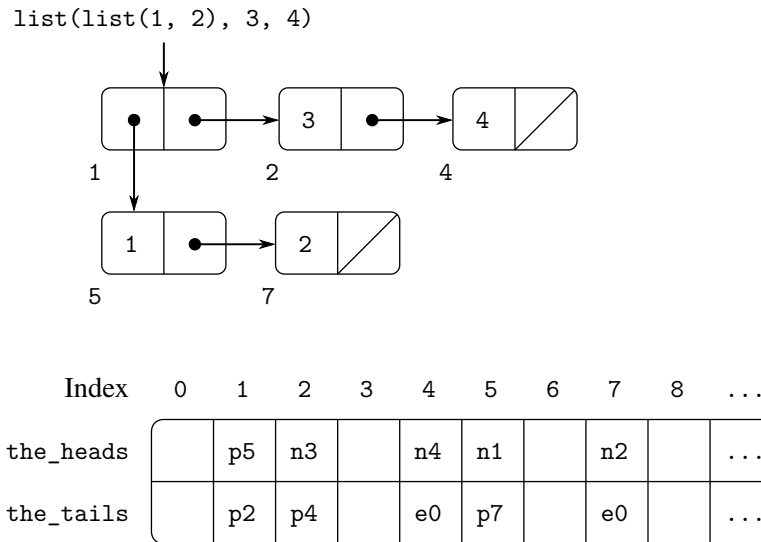 list(list(1, 2), 3, 4)
3 4
1 2 4
1 2
5 7
Index 0 1 2 3 4 5 6 7 8 ...
the_heads p5 n3 n4 n1 n2 ...
the_tails p2 p4 e0 p7 e0 ...